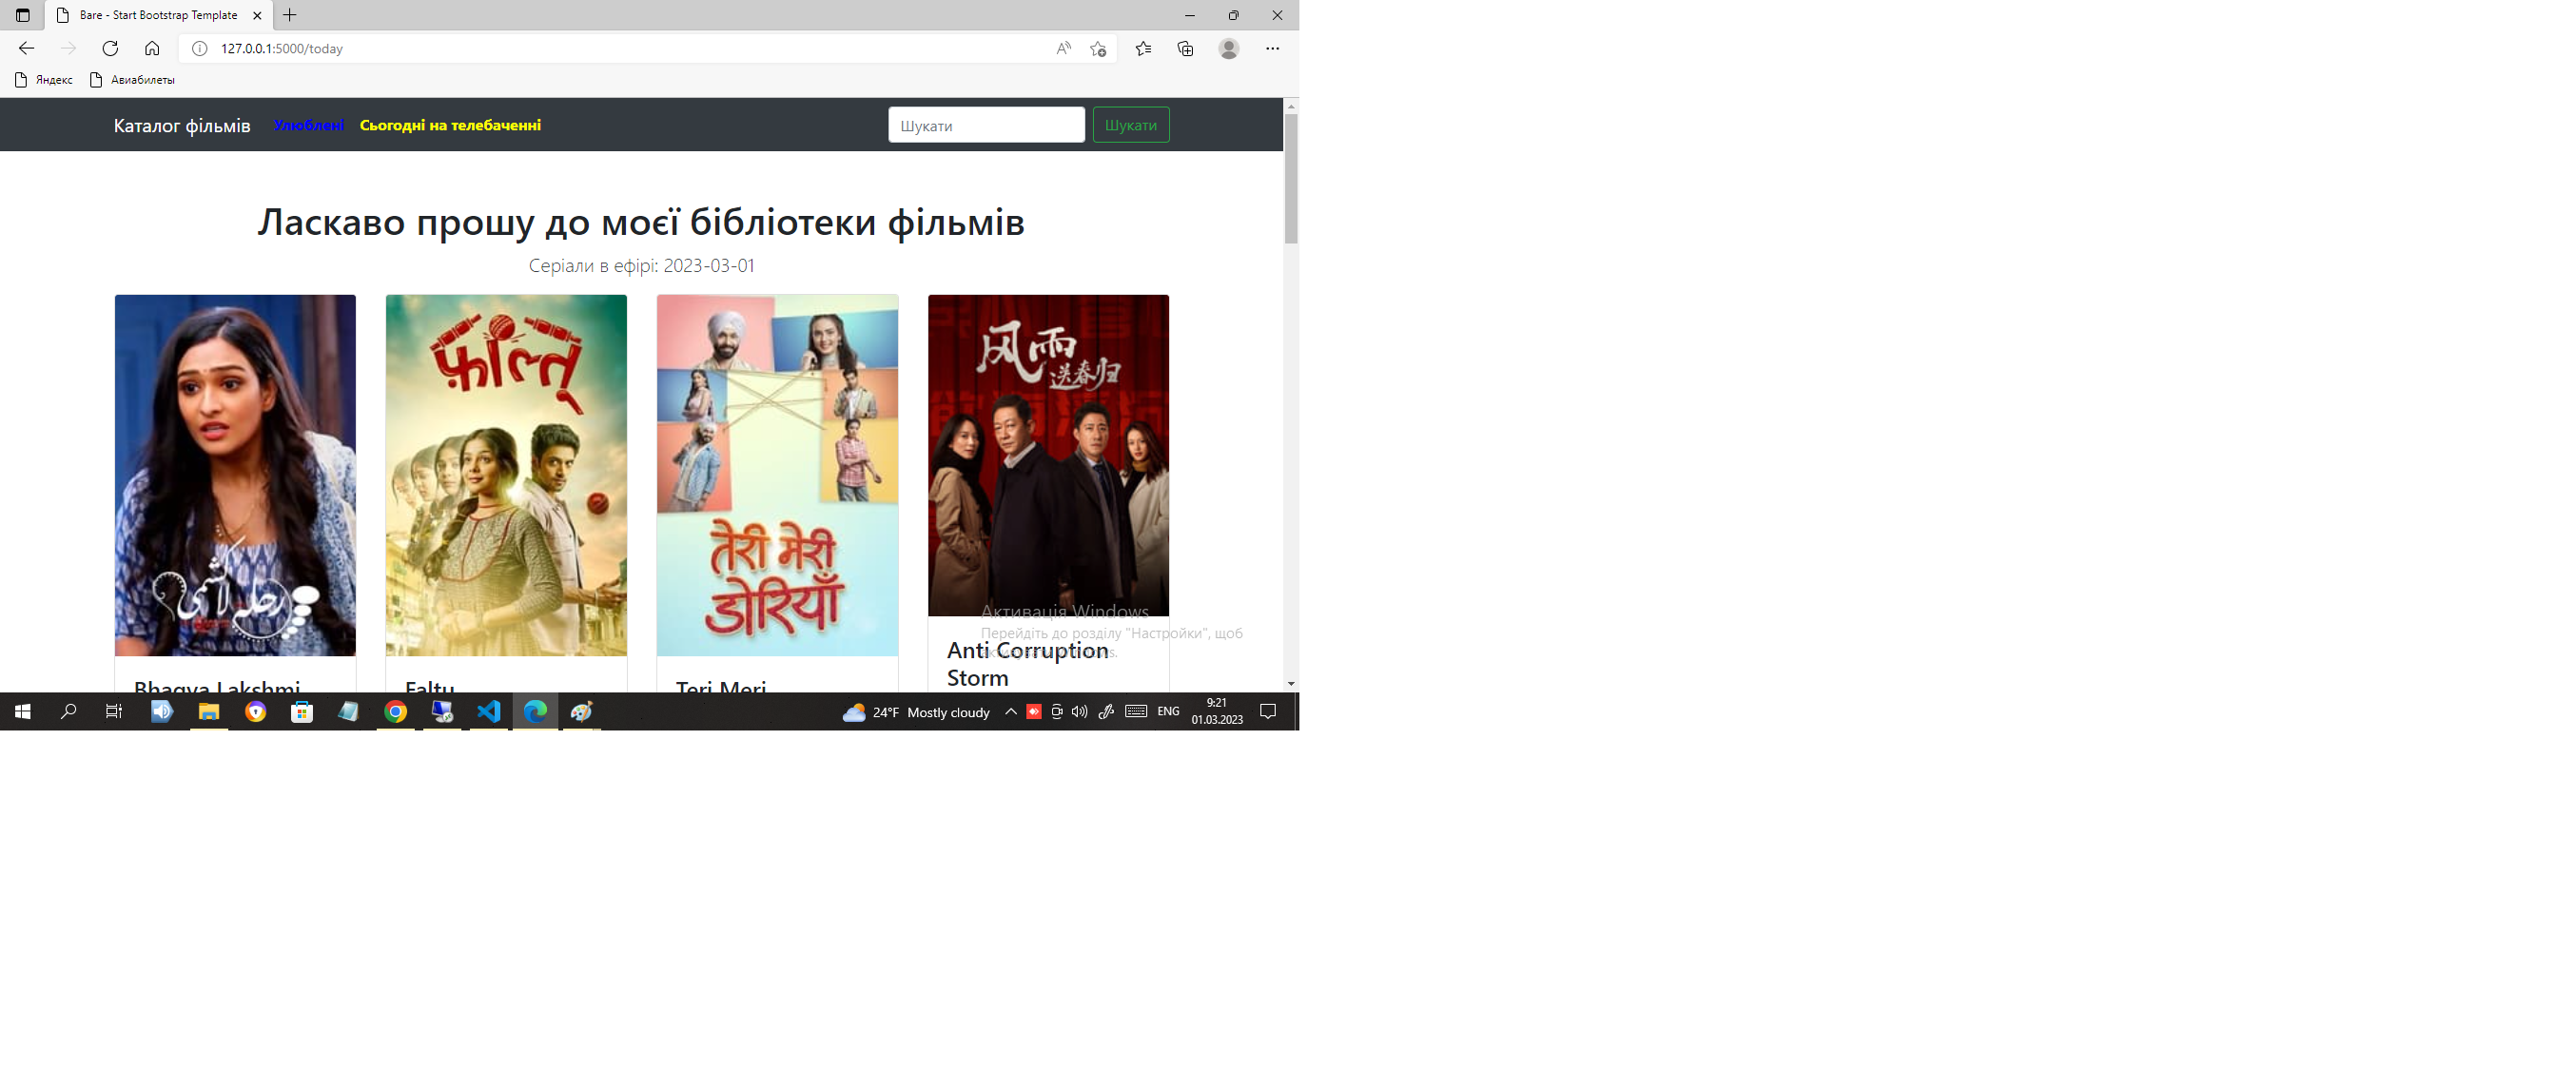 Bare - Start Bootstrap Template
127.0.0.1:5000/today
Яндекс
Авиабилеты
Каталог фільмів
Улюблені
Сьогодні на телебаченні
Шукати
Шукати
Ласкаво прошу до моєї бібліотеки фільмів
Серіали в ефірі: 2023-03-01
رحلة لاكشمي
फ़ालतू
तेरी मेरी
डोरियाँ
风雨
送春归
Активація Windows
Перейдіть до розділу "Настройки", щоб
Anti Corruption
Storm
Bhagya Lakshmi
Faltu
Teri Meri
24°F Mostly cloudy
ENG
9:21
01.03.2023